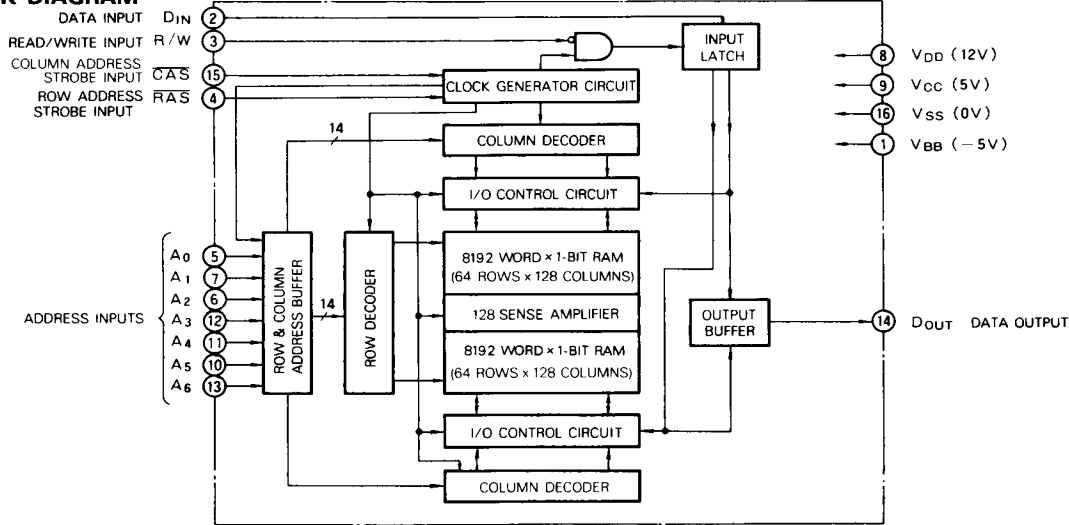 K DIAGRAM
DATA INPUT DIN 2
READ/WRITE INPUT R/W 3
COLUMN ADDRESS
STROBE INPUT CAS 15
ROW ADDRESS RAS 4
STROBE INPUT
INPUT
LATCH
CLOCK GENERATOR CIRCUIT
14
COLUMN DECODER
I/O CONTROL CIRCUIT
8 VDD (12V)
9 VCC (5V)
16 VSS (0V)
1 VBB (−5V)
ADDRESS INPUTS
A0 5
A1 7
A2 6
A3 12
A4 11
A5 10
A6 13
ROW & COLUMN
ADDRESS BUFFER
14
ROW DECODER
8192 WORD × 1-BIT RAM
(64 ROWS × 128 COLUMNS)
128 SENSE AMPLIFIER
8192 WORD × 1-BIT RAM
(64 ROWS × 128 COLUMNS)
OUTPUT
BUFFER
14 DOUT DATA OUTPUT
I/O CONTROL CIRCUIT
COLUMN DECODER